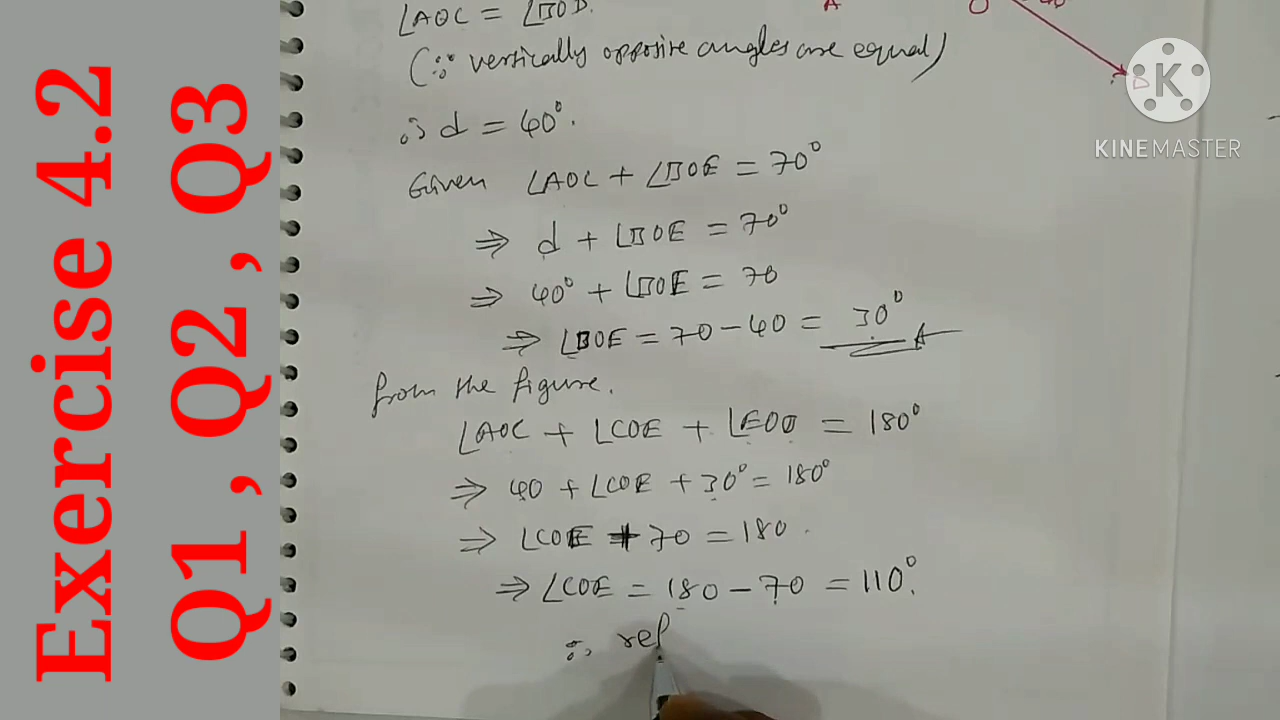 Exercise 4.2
Q1, Q2, Q3
∠AOC = ∠BOD.
(∵ vertically opposite angles are equal)
∴ d = 40°.
Given ∠AOC + ∠BOE = 70°
⇒ d + ∠BOE = 70°
⇒ 40° + ∠BOE = 70
⇒ ∠BOE = 70 - 40 = 30°
from the figure.
∠AOC + ∠COE + ∠EOD = 180°
⇒ 40 + ∠COE + 30° = 180°
⇒ ∠COE + 70 = 180.
⇒ ∠COE = 180 - 70 = 110°.
∴ ref
A
O
40
D
K
KINEMASTER